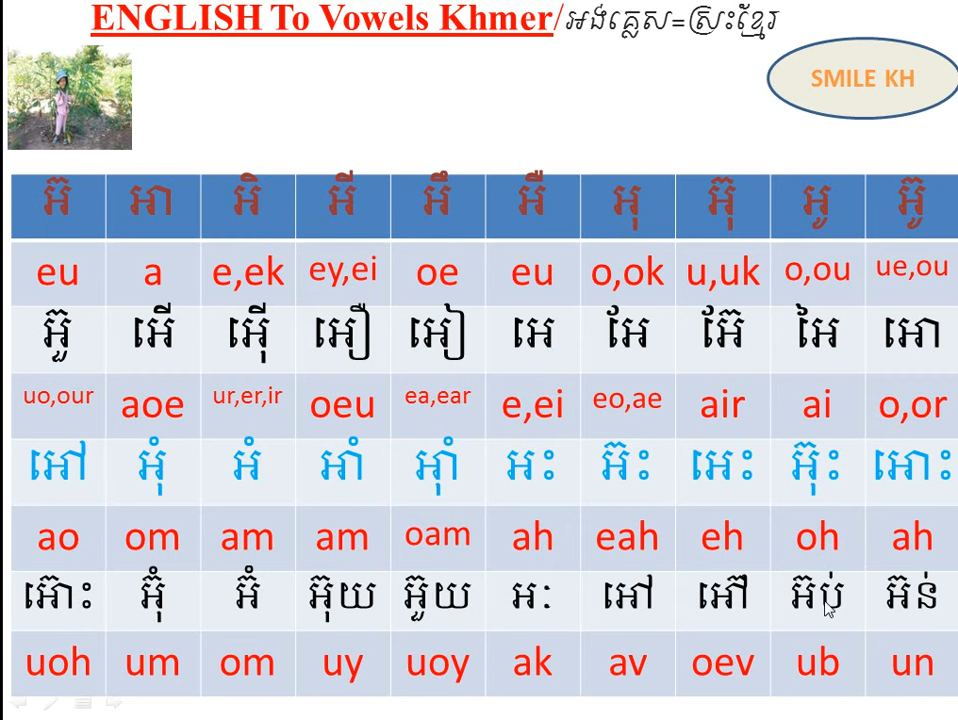 ENGLISH To Vowels Khmer/អង់គ្លេស=ស្រះខ្មែរ
SMILE KH
អ៊ អា អិ អី អឹ អឺ អុ អ៊ុ អូ អ៊ូ
eu a e,ek ey,ei oe eu o,ok u,uk o,ou ue,ou
អ៊ួ អើ អ៊ើ អឿ អៀ អេ អែ អ៊ែ អៃ អោ
uo,our aoe ur,er,ir oeu ea,ear e,ei eo,ae air ai o,or
អៅ អុំ អំ អាំ អ៊ាំ អះ អ៊ះ អេះ អ៊ុះ អោះ
ao om am am oam ah eah eh oh ah
អ៊ោះ អ៊ុំ អ៊ំ អ៊ុយ អ៊ួយ អៈ អៅ អៅ៊ អ៊ប់ អ៊ន់
uoh um om uy uoy ak av oev ub un